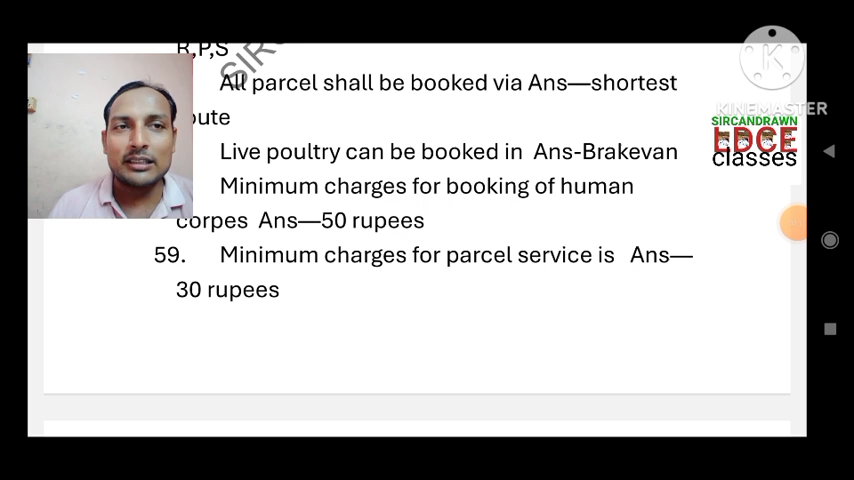 R,P,S
SIRC
All parcel shall be booked via Ans—shortest
oute
Live poultry can be booked in Ans-Brakevan
Minimum charges for booking of human
corpes Ans—50 rupees
59. Minimum charges for parcel service is Ans—
30 rupees
K
KINEMASTER
SIRCANDRAWN
LDCE
classes